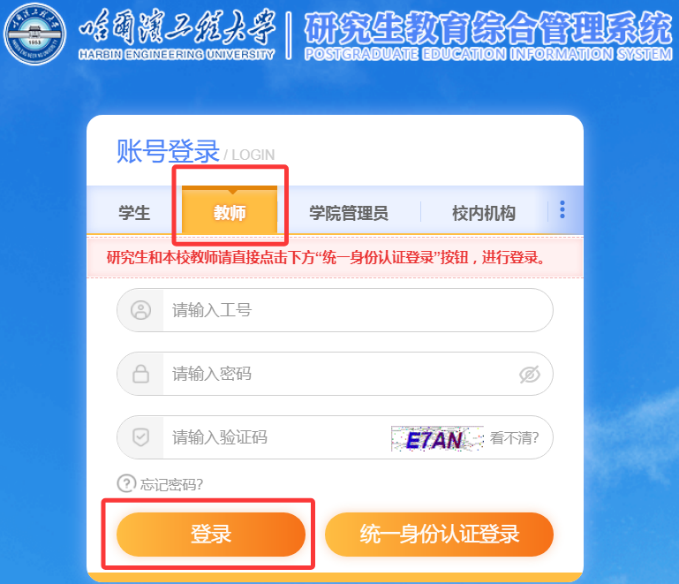 哈尔滨工程大学 | 研究生教育综合管理系统
HARBIN ENGINEERING UNIVERSITY POSTGRADUATE EDUCATION INFORMATION SYSTEM
1953
账号登录 / LOGIN
学生 教师 学院管理员 校内机构
研究生和本校教师请直接点击下方“统一身份认证登录”按钮，进行登录。
请输入工号
请输入密码
请输入验证码 E7AN 看不清?
? 忘记密码?
登录 统一身份认证登录